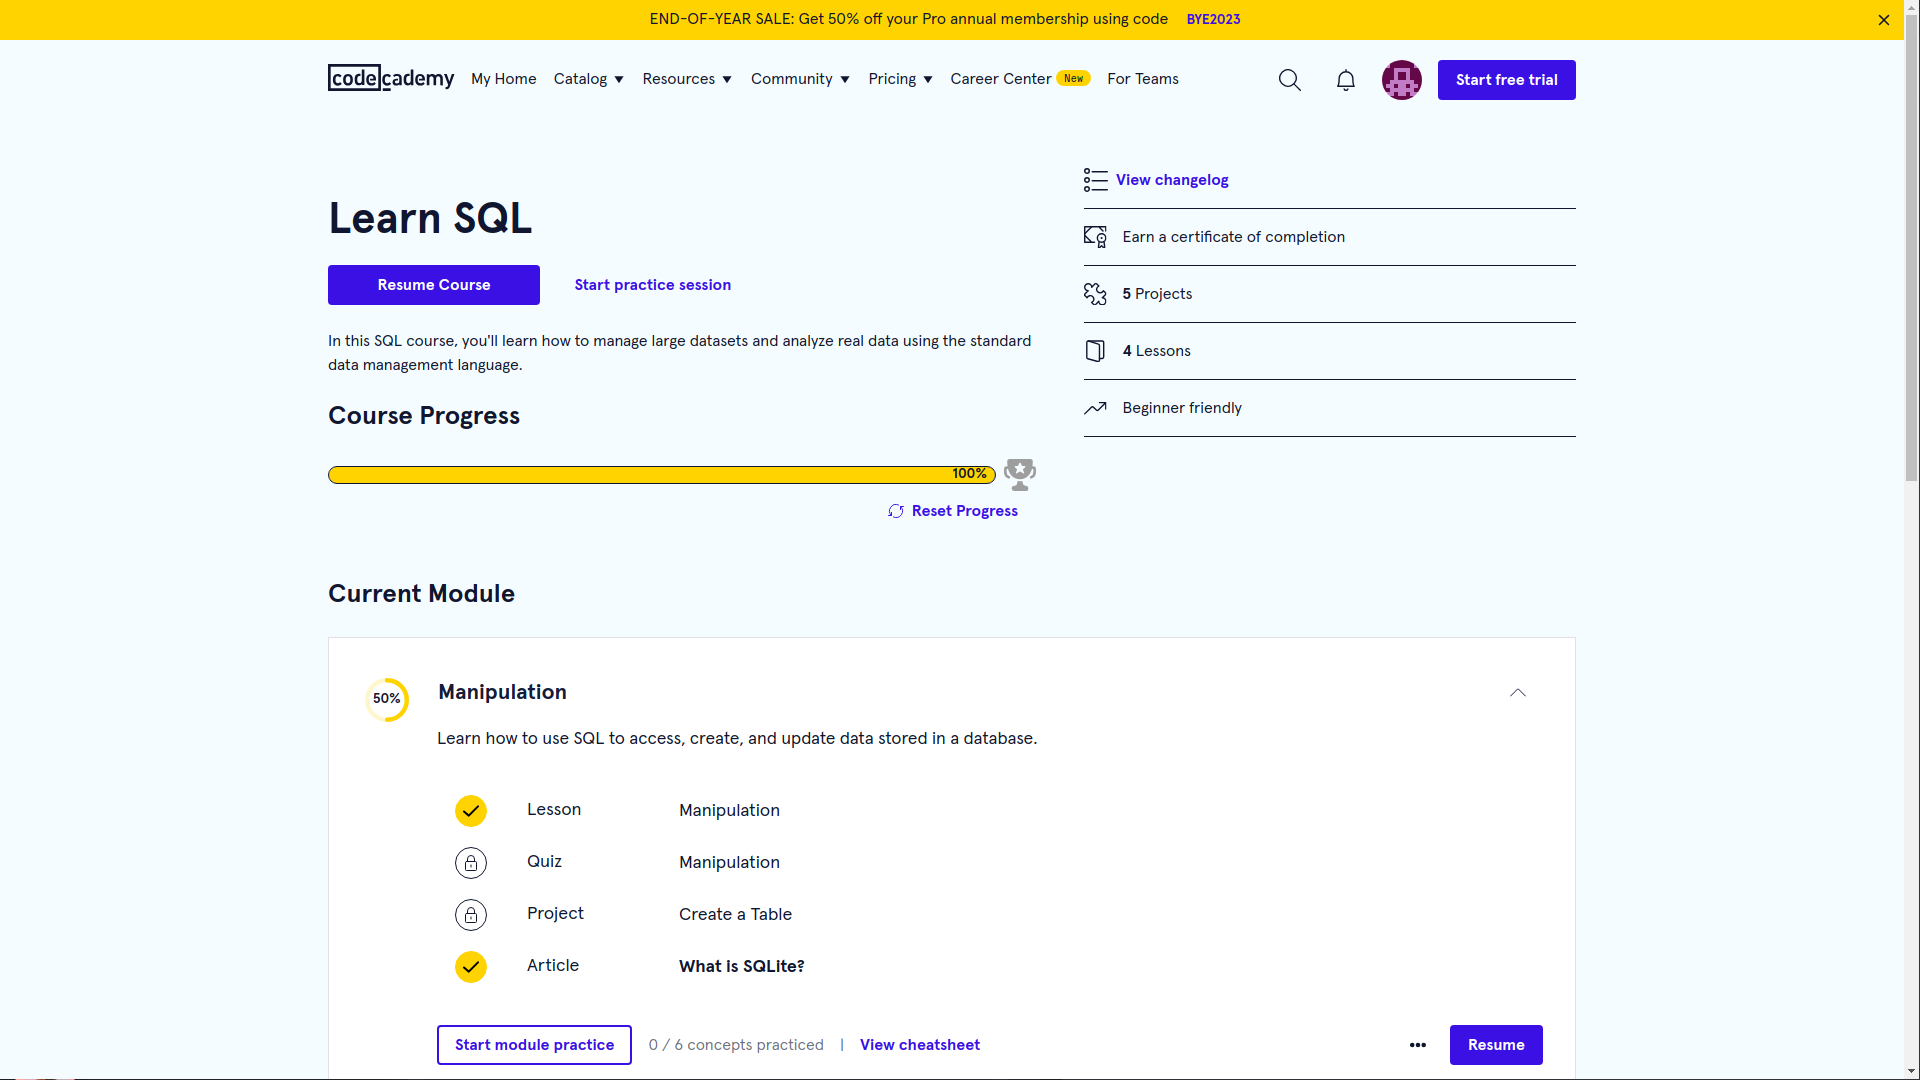 END-OF-YEAR SALE: Get 50% off your Pro annual membership using code BYE2023
codecademy My Home Catalog Resources Community Pricing Career Center New For Teams Start free trial
Learn SQL
Resume Course Start practice session
In this SQL course, you'll learn how to manage large datasets and analyze real data using the standard
data management language.
Course Progress
100%
Reset Progress
View changelog
Earn a certificate of completion
5 Projects
4 Lessons
Beginner friendly
Current Module
50% Manipulation
Learn how to use SQL to access, create, and update data stored in a database.
Lesson Manipulation
Quiz Manipulation
Project Create a Table
Article What is SQLite?
Start module practice 0 / 6 concepts practiced | View cheatsheet Resume